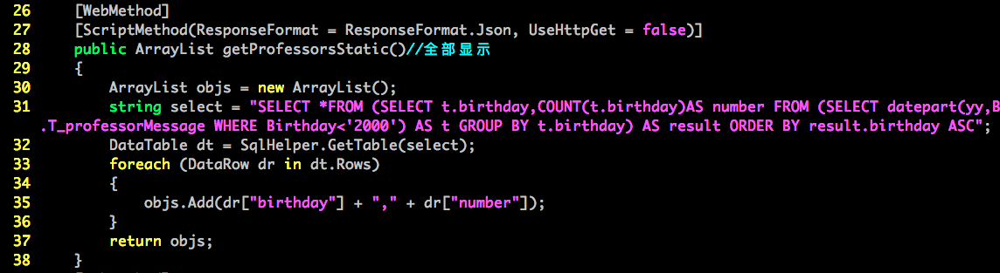 26 [WebMethod]
27 [ScriptMethod(ResponseFormat = ResponseFormat.Json, UseHttpGet = false)]
28 public ArrayList getProfessorsStatic()//全部显示
29 {
30 ArrayList objs = new ArrayList();
31 string select = "SELECT *FROM (SELECT t.birthday,COUNT(t.birthday)AS number FROM (SELECT datepart(yy,B
.T_professorMessage WHERE Birthday<'2000') AS t GROUP BY t.birthday) AS result ORDER BY result.birthday ASC";
32 DataTable dt = SqlHelper.GetTable(select);
33 foreach (DataRow dr in dt.Rows)
34 {
35 objs.Add(dr["birthday"] + "," + dr["number"]);
36 }
37 return objs;
38 }